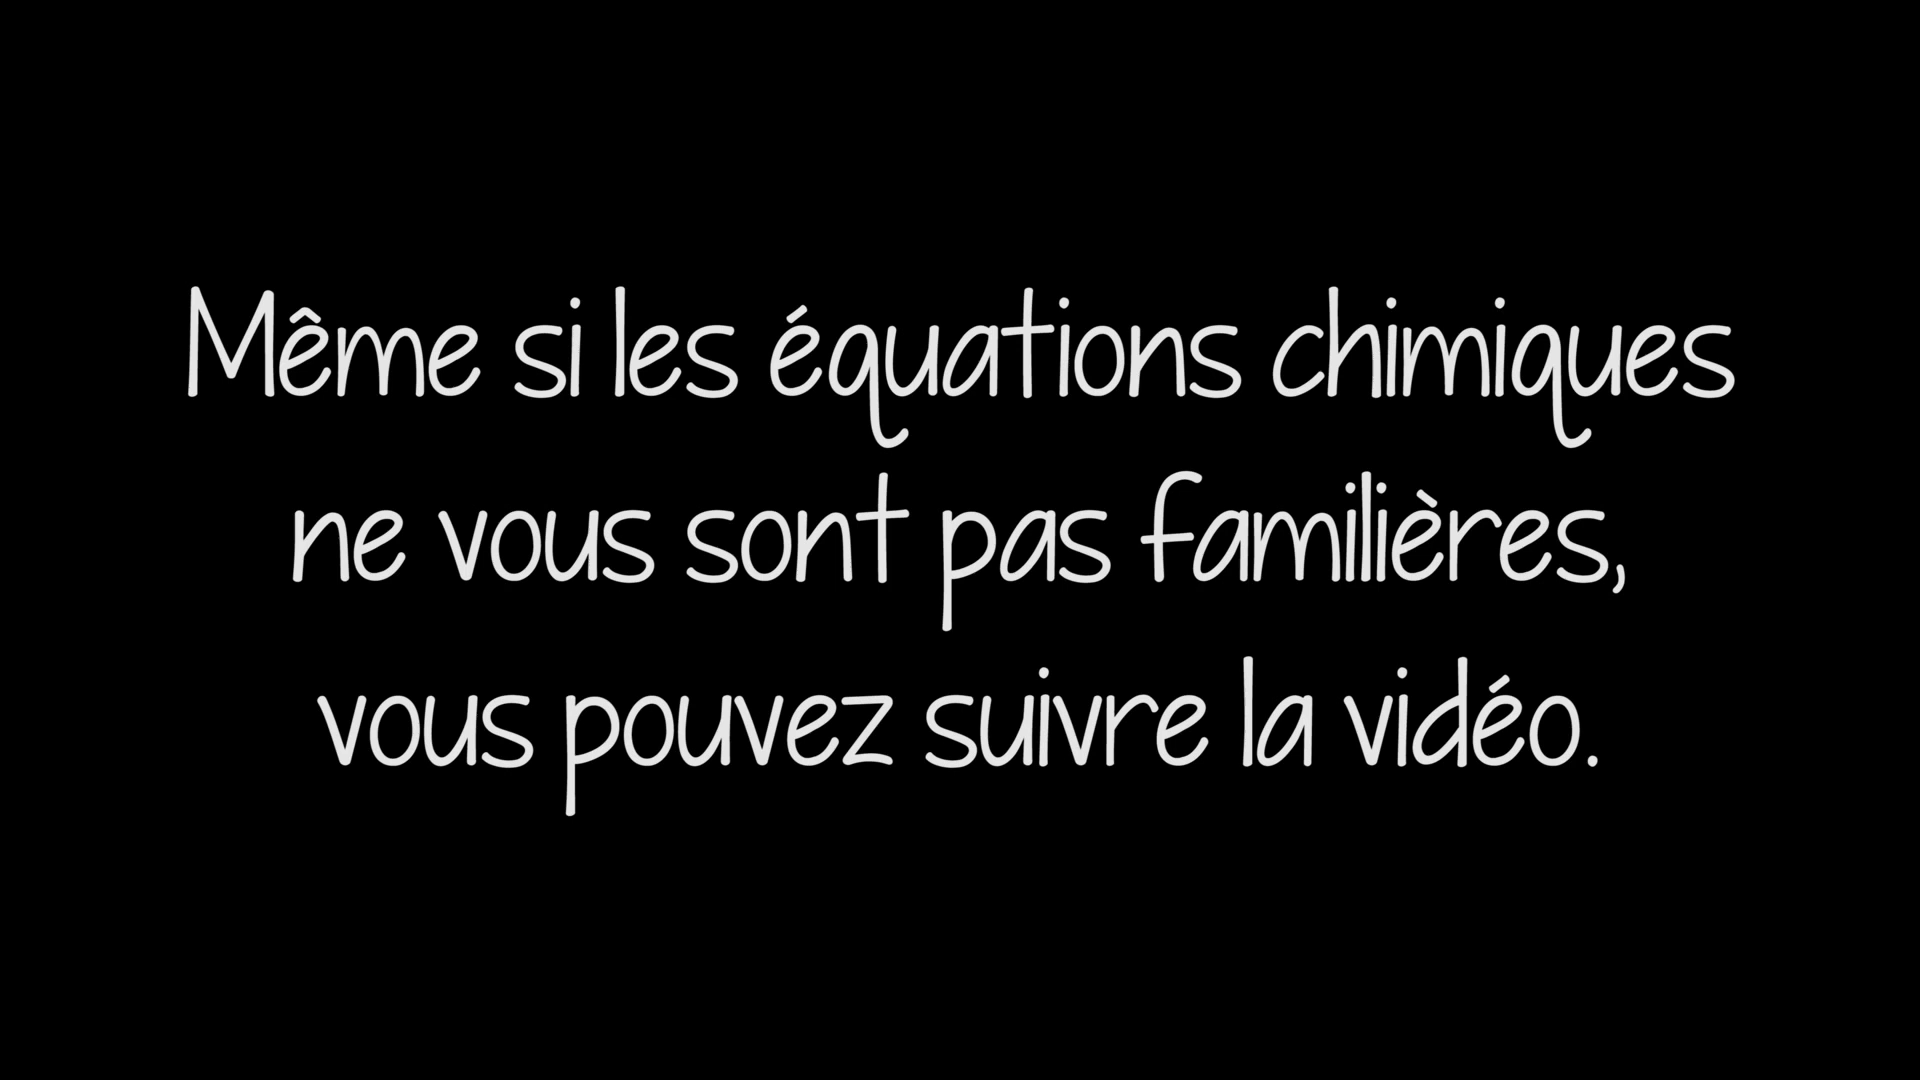 Même si les équations chimiques
ne vous sont pas familières,
vous pouvez suivre la vidéo.